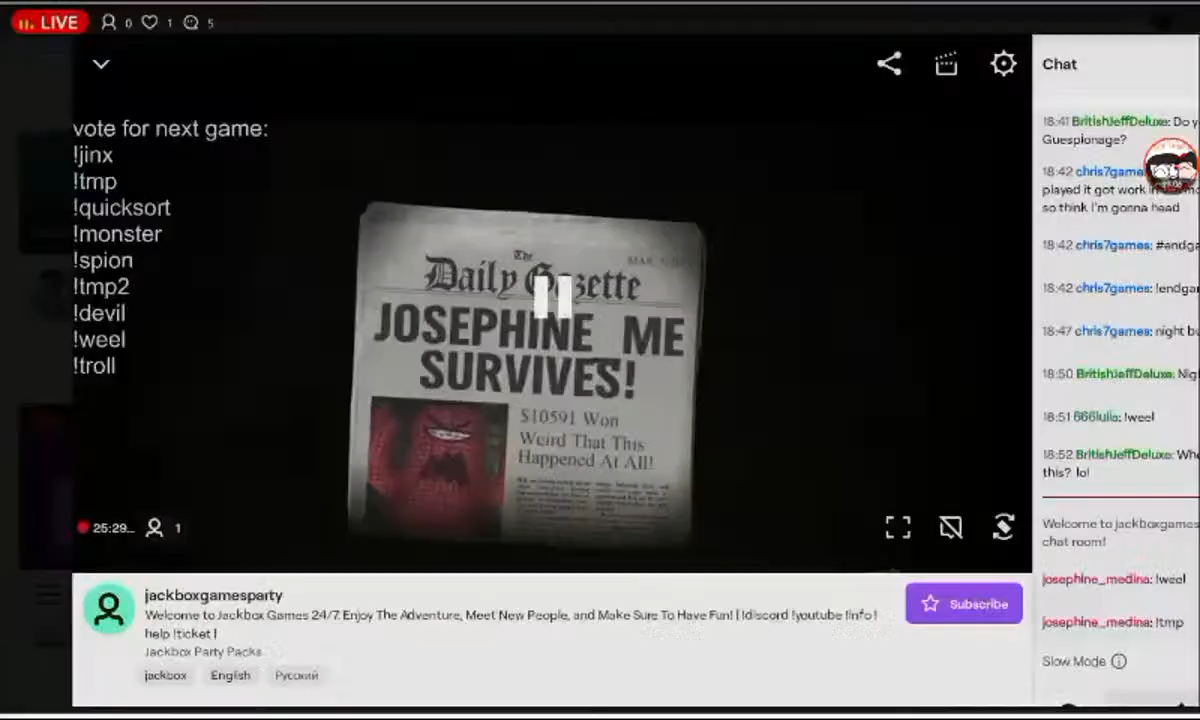 LIVE 0 1 5
vote for next game:
!jinx
!tmp
!quicksort
!monster
!spion
!tmp2
!devil
!weel
!troll
The
Daily Gazette
JOSEPHINE ME
SURVIVES!
$10591 Won
Weird That This
Happened At All!
25:29... 1
jackboxgamesparty
Welcome to Jackbox Games 24/7. Enjoy The Adventure, Meet New People, and Make Sure To Have Fun! | !discord !youtube !info !
help !ticket |
Jackbox Party Packs
jackbox English Русский
Subscribe
Chat
18:41 BritishJeffDeluxe: Do
Guesspionage?
18:42 chris7game
played it got work in
so think I'm gonna head
18:42 chris7games: #endga
18:42 chris7games: !endga
18:47 chris7games: night
18:50 BritishJeffDeluxe: Nig
18:51 666lulia: !weel
18:52 BritishJeffDeluxe: Whe
this? lol
Welcome to jackboxgames
chat room!
josephine_medina: !weel
josephine_medina: !tmp
Slow Mode